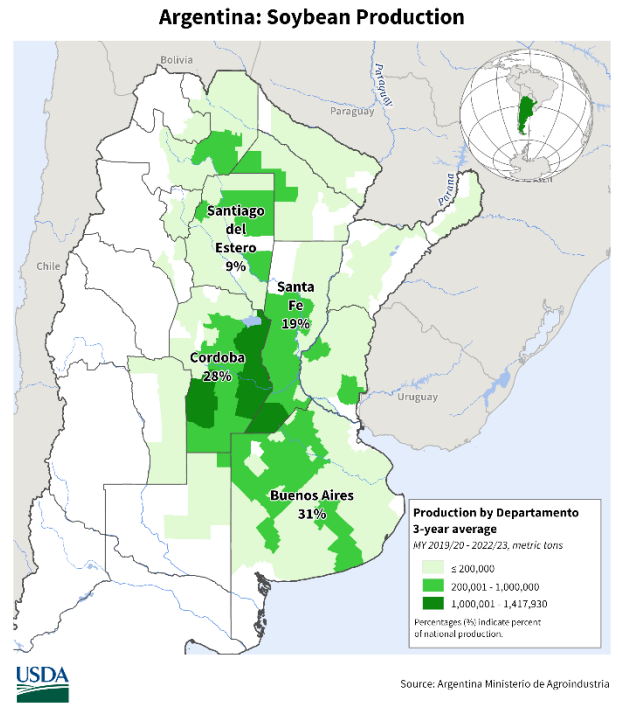 Argentina: Soybean Production
Bolivia
Paraguay
Paraguay
Parana
Santiago
del
Estero
9%
Chile
Santa
Fe
19%
Cordoba
28%
Uruguay
Buenos Aires
31%
Production by Departamento
3-year average
MY 2019/20 - 2022/23, metric tons
≤ 200,000
200,001 - 1,000,000
1,000,001 - 1,417,930
Percentages (%) indicate percent
of national production.
USDA
Source: Argentina Ministerio de Agroindustria